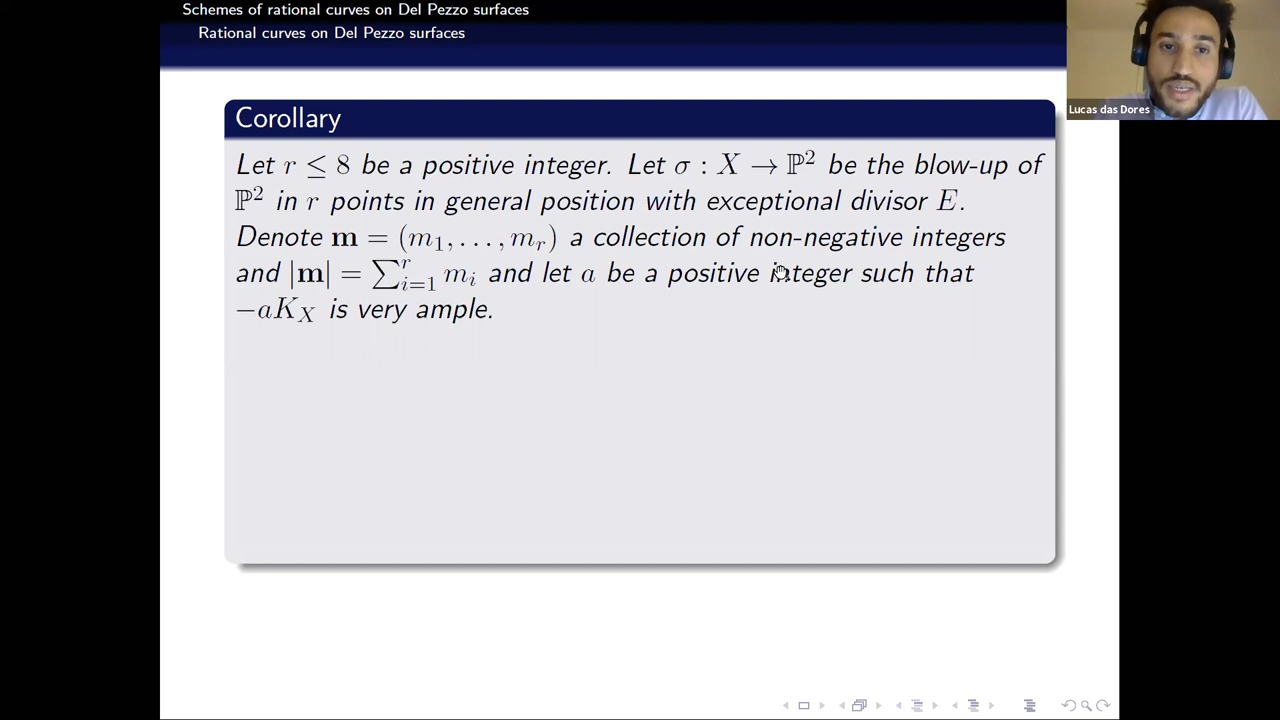 Schemes of rational curves on Del Pezzo surfaces
Rational curves on Del Pezzo surfaces
Lucas das Dores
Corollary
Let r ≤ 8 be a positive integer. Let σ : X → ℙ² be the blow-up of
ℙ² in r points in general position with exceptional divisor E.
Denote m = (m₁, …, mᵣ) a collection of non-negative integers
and |m| = ∑ᵢ₌₁ʳ mᵢ and let a be a positive integer such that
−aK_X is very ample.